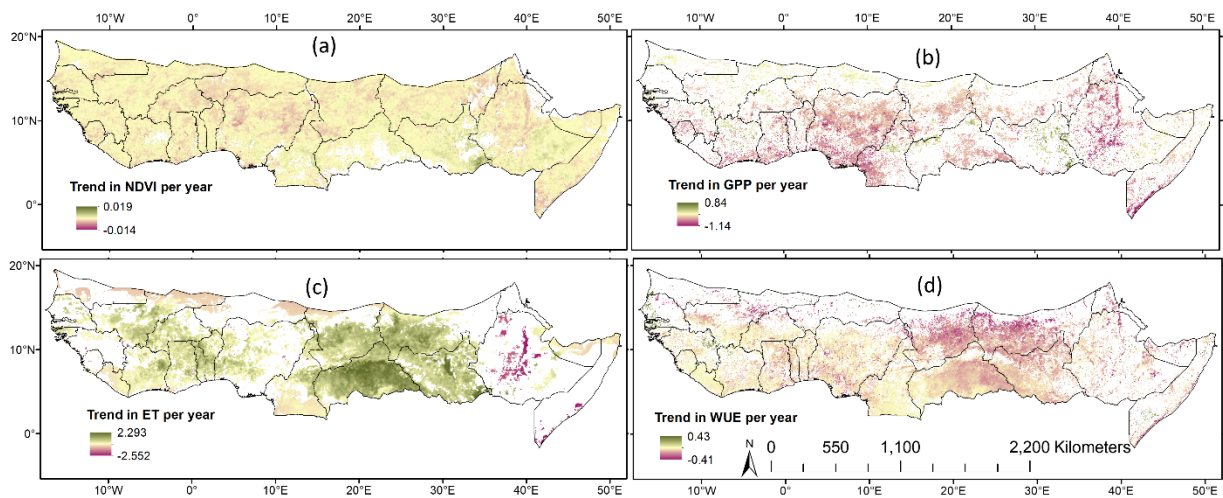 10°W 0° 10°E 20°E 30°E 40°E 50°E 10°W 0° 10°E 20°E 30°E 40°E 50°E
20°N (a) (b)
10°N
Trend in NDVI per year Trend in GPP per year
0° 0.019 0.84
-0.014 -1.14
20°N (c) (d)
10°N
Trend in ET per year Trend in WUE per year
0° 2.293 0.43
-2.552 -0.41
N 0 550 1,100 2,200 Kilometers
10°W 0° 10°E 20°E 30°E 40°E 50°E 10°W 0° 10°E 20°E 30°E 40°E 50°E